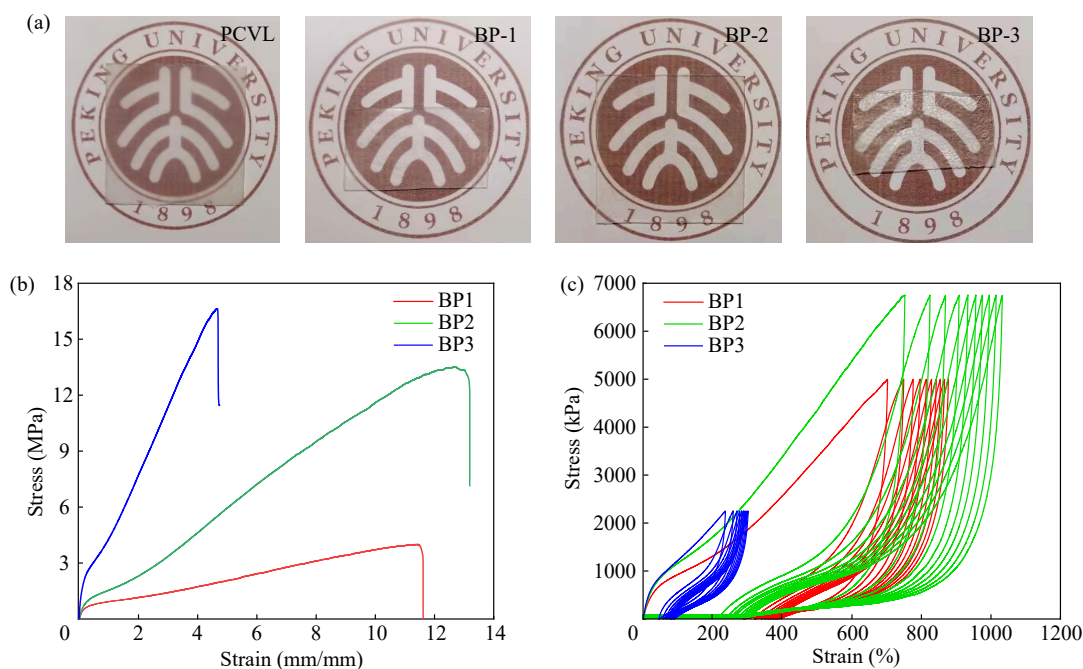 (a)
PCVL
PEKING UNIVERSITY
1898
BP-1
PEKING UNIVERSITY
1898
BP-2
PEKING UNIVERSITY
1898
BP-3
PEKING UNIVERSITY
1898
(b)
18
15
12
9
6
3
0
2
4
6
8
10
12
14
Stress (MPa)
Strain (mm/mm)
BP1
BP2
BP3
(c)
7000
6000
5000
4000
3000
2000
1000
0
200
400
600
800
1000
1200
Stress (kPa)
Strain (%)
BP1
BP2
BP3